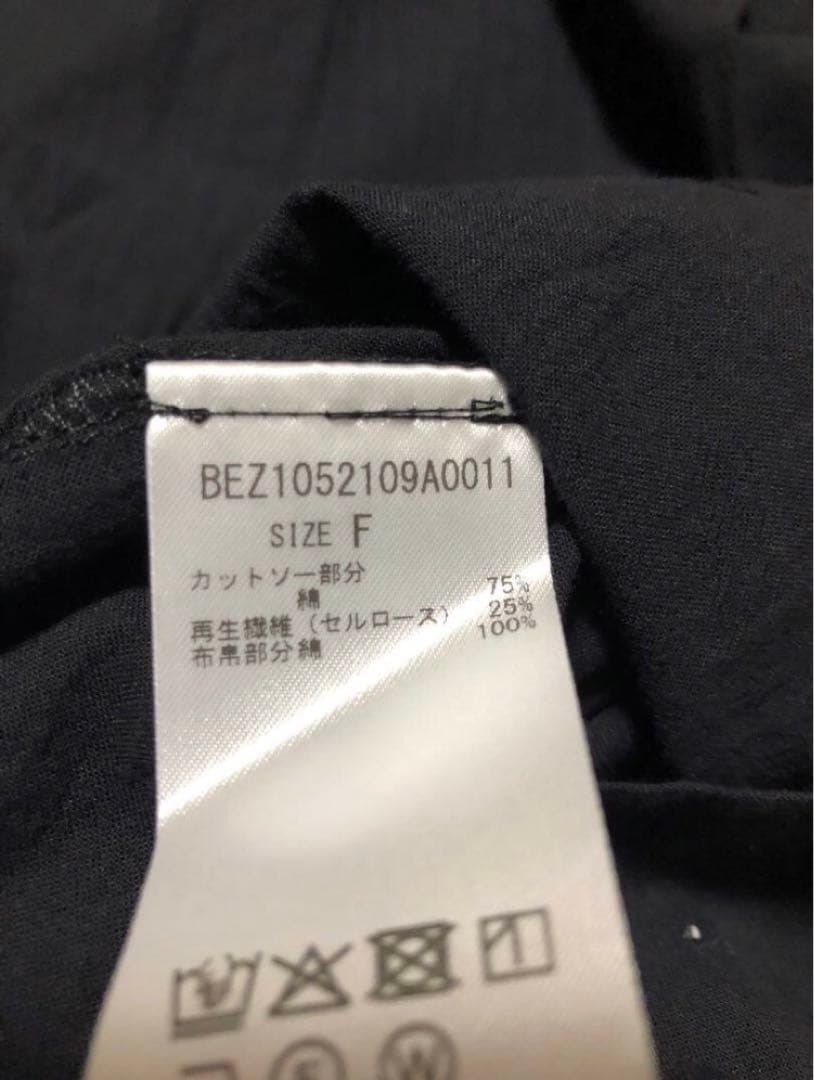 BEZ1052109A0011
SIZE F
カットソー部分
綿 75%
再生繊維(セルロース) 25%
布帛部分綿 100%